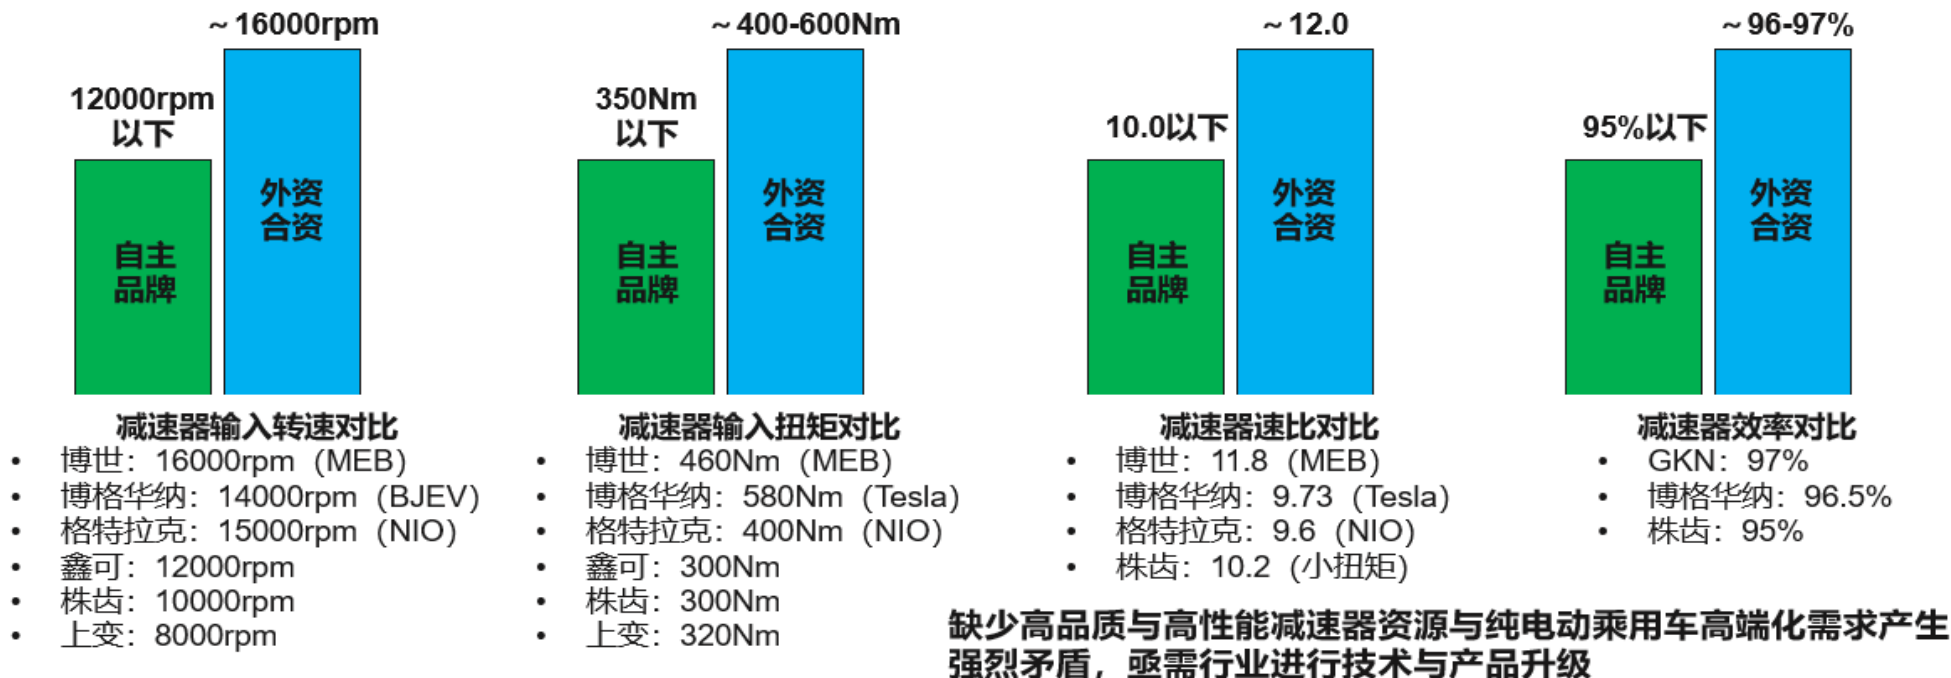 ~16000rpm
12000rpm
以下
自主
品牌
外资
合资
减速器输入转速对比
• 博世：16000rpm（MEB）
• 博格华纳：14000rpm（BJEV）
• 格特拉克：15000rpm（NIO）
• 鑫可：12000rpm
• 株齿：10000rpm
• 上变：8000rpm
~400-600Nm
350Nm
以下
自主
品牌
外资
合资
减速器输入扭矩对比
• 博世：460Nm（MEB）
• 博格华纳：580Nm（Tesla）
• 格特拉克：400Nm（NIO）
• 鑫可：300Nm
• 株齿：300Nm
• 上变：320Nm
~12.0
10.0以下
自主
品牌
外资
合资
减速器速比对比
• 博世：11.8（MEB）
• 博格华纳：9.73（Tesla）
• 格特拉克：9.6（NIO）
• 株齿：10.2（小扭矩）
~96-97%
95%以下
自主
品牌
外资
合资
减速器效率对比
• GKN：97%
• 博格华纳：96.5%
• 株齿：95%
缺少高品质与高性能减速器资源与纯电动乘用车高端化需求产生
强烈矛盾，亟需行业进行技术与产品升级